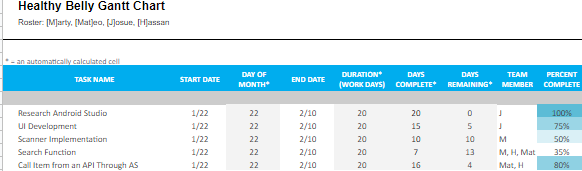 Healthy Belly Gantt Chart
Roster: [M]arty, [Mat]eo, [J]osue, [H]assan
* = an automatically calculated cell
TASK NAME START DATE DAY OF MONTH* END DATE DURATION* (WORK DAYS) DAYS COMPLETE* DAYS REMAINING* TEAM MEMBER PERCENT COMPLETE
Research Android Studio 1/22 22 2/10 20 20 0 J 100%
UI Development 1/22 22 2/10 20 15 5 J 75%
Scanner Implementation 1/22 22 2/10 20 10 10 M 50%
Search Function 1/22 22 2/10 20 7 13 M, H, Mat 35%
Call Item from an API Through AS 1/22 22 2/10 20 16 4 Mat, H 80%